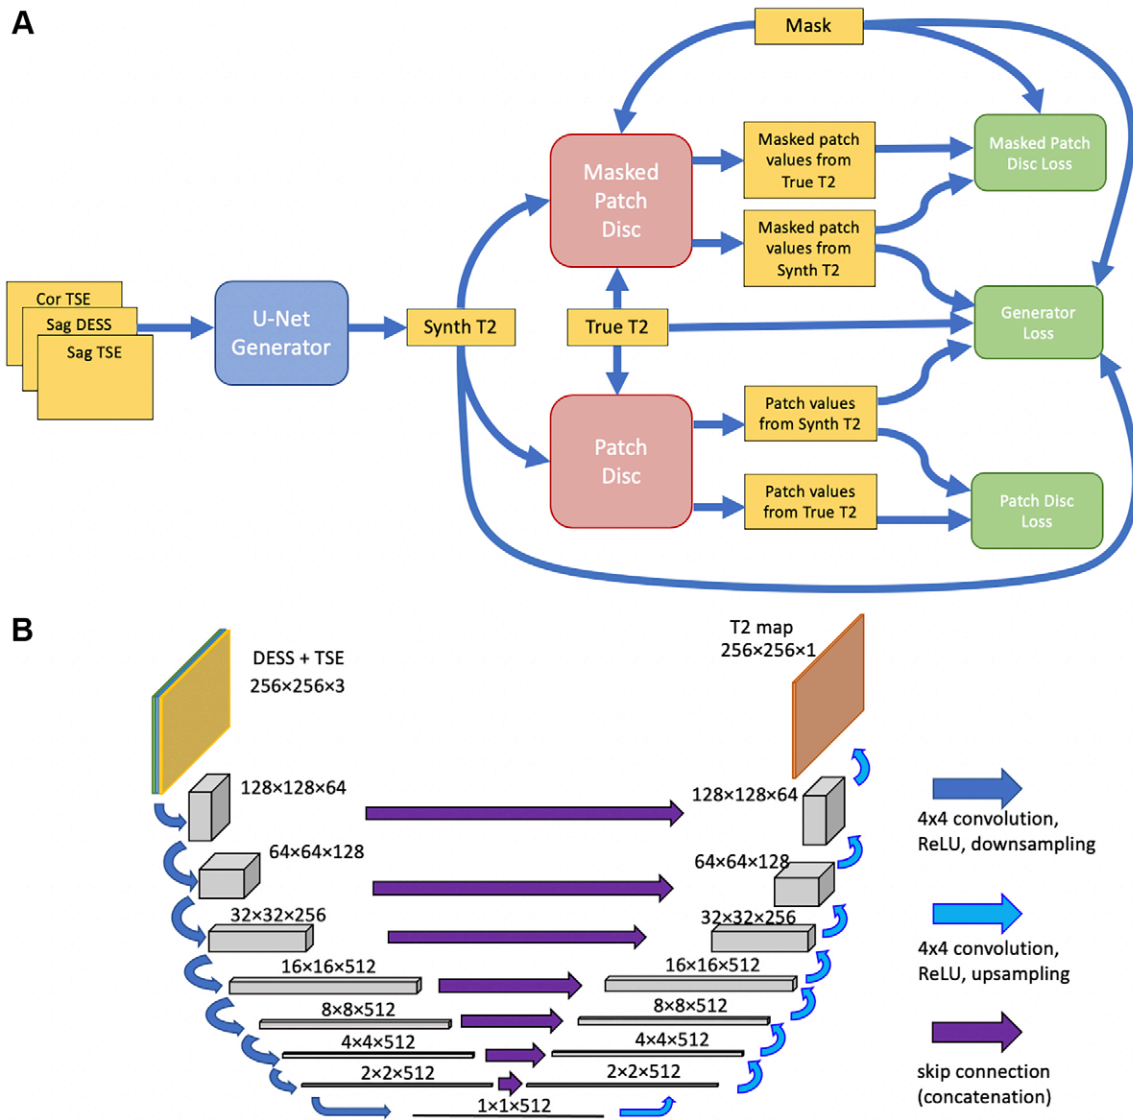 A
Mask
Masked
Patch
Disc
Masked patch
values from
True T2
Masked Patch
Disc Loss
Masked patch
values from
Synth T2
Cor TSE
Sag DESS
Sag TSE
U-Net
Generator
Synth T2
True T2
Generator
Loss
Patch
Disc
Patch values
from Synth T2
Patch values
from True T2
Patch Disc
Loss
B
DESS + TSE
256×256×3
T2 map
256×256×1
128×128×64
128×128×64
64×64×128
64×64×128
32×32×256
32×32×256
16×16×512
16×16×512
8×8×512
8×8×512
4×4×512
4×4×512
2×2×512
2×2×512
1×1×512
4x4 convolution,
ReLU, downsampling
4x4 convolution,
ReLU, upsampling
skip connection
(concatenation)